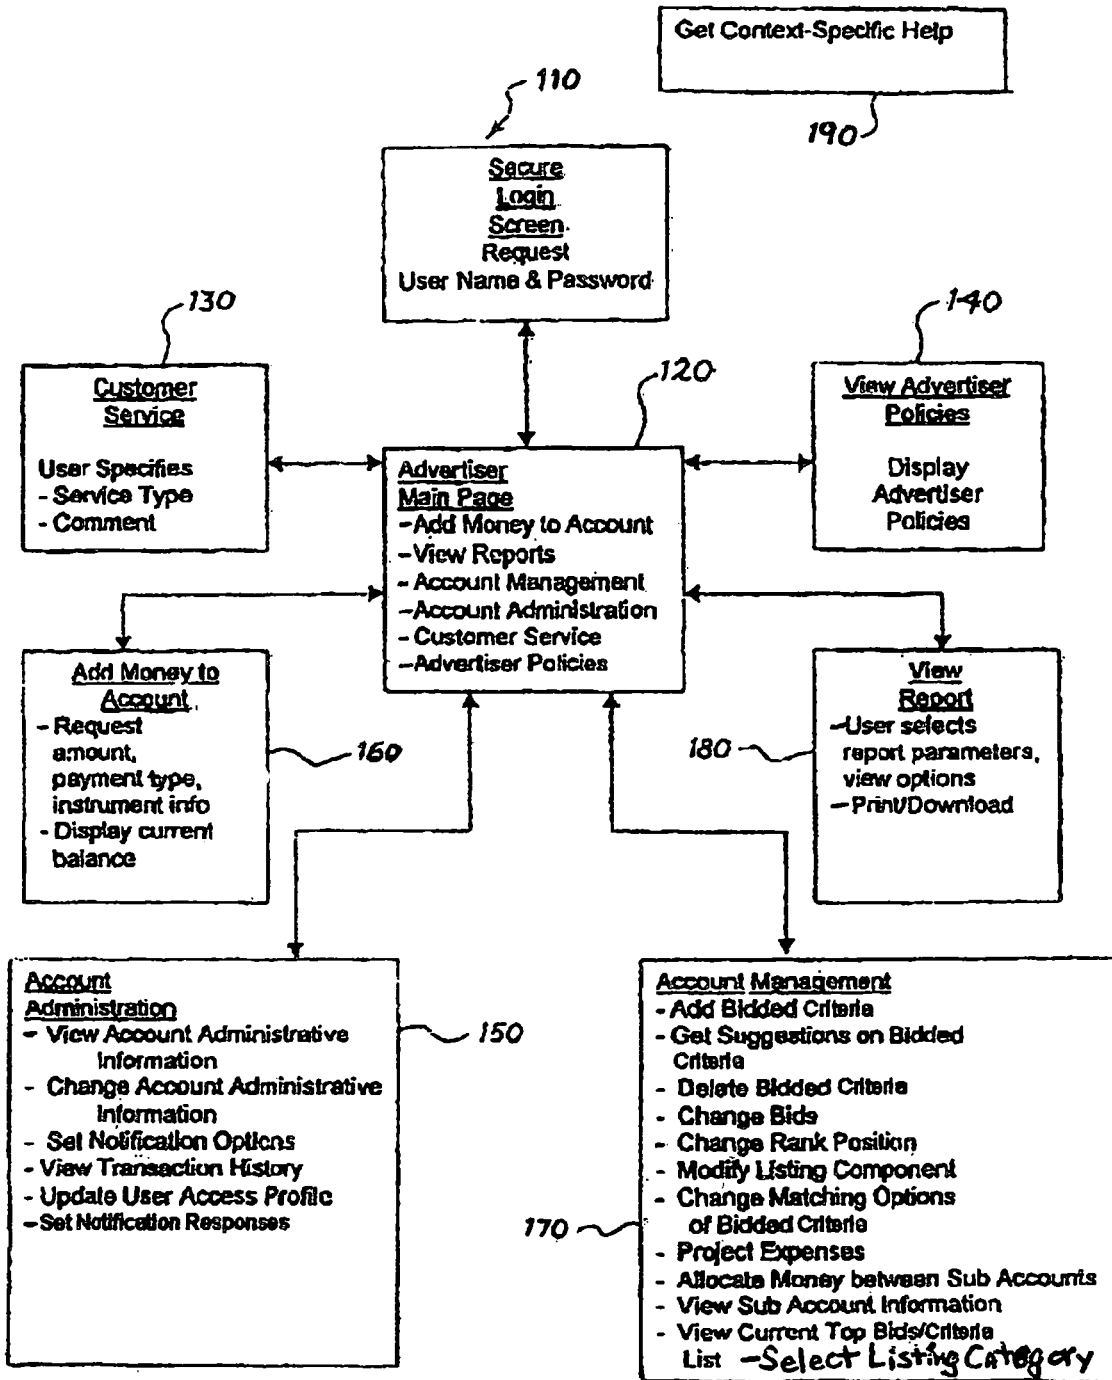 Get Context-Specific Help
190
110
Secure
Login
Screen
Request
User Name & Password
130
Customer
Service
User Specifies
- Service Type
- Comment
120
Advertiser
Main Page
- Add Money to Account
- View Reports
- Account Management
- Account Administration
- Customer Service
- Advertiser Policies
140
View Advertiser
Policies
Display
Advertiser
Policies
Add Money to
Account
- Request
amount,
payment type,
instrument info
- Display current
balance
160
180
View
Report
- User selects
report parameters,
view options
- Print/Download
Account
Administration
- View Account Administrative
Information
- Change Account Administrative
Information
- Set Notification Options
- View Transaction History
- Update User Access Profile
- Set Notification Responses
150
170
Account Management
- Add Bidded Criteria
- Get Suggestions on Bidded
Criteria
- Delete Bidded Criteria
- Change Bids
- Change Rank Position
- Modify Listing Component
- Change Matching Options
of Bidded Criteria
- Project Expenses
- Allocate Money between Sub Accounts
- View Sub Account Information
- View Current Top Bids/Criteria
List - Select Listing Category